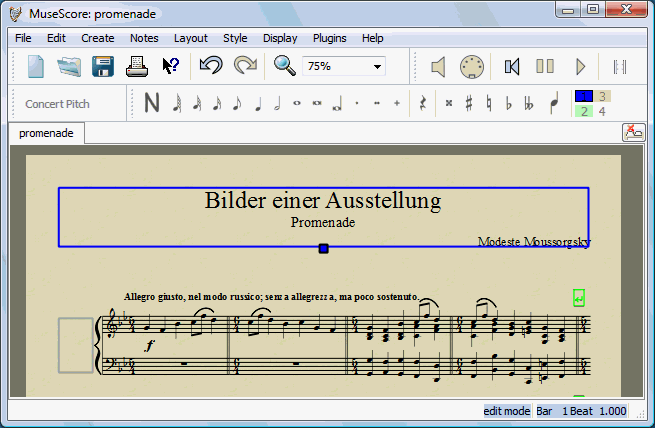 MuseScore: promenade
File Edit Create Notes Layout Style Display Plugins Help
75%
Concert Pitch
N
1 3
2 4
promenade
Bilder einer Ausstellung
Promenade
Modeste Moussorgsky
Allegro giusto, nel modo russico; senza allegrezza, ma poco sostenuto.
f
edit mode Bar 1 Beat 1.000